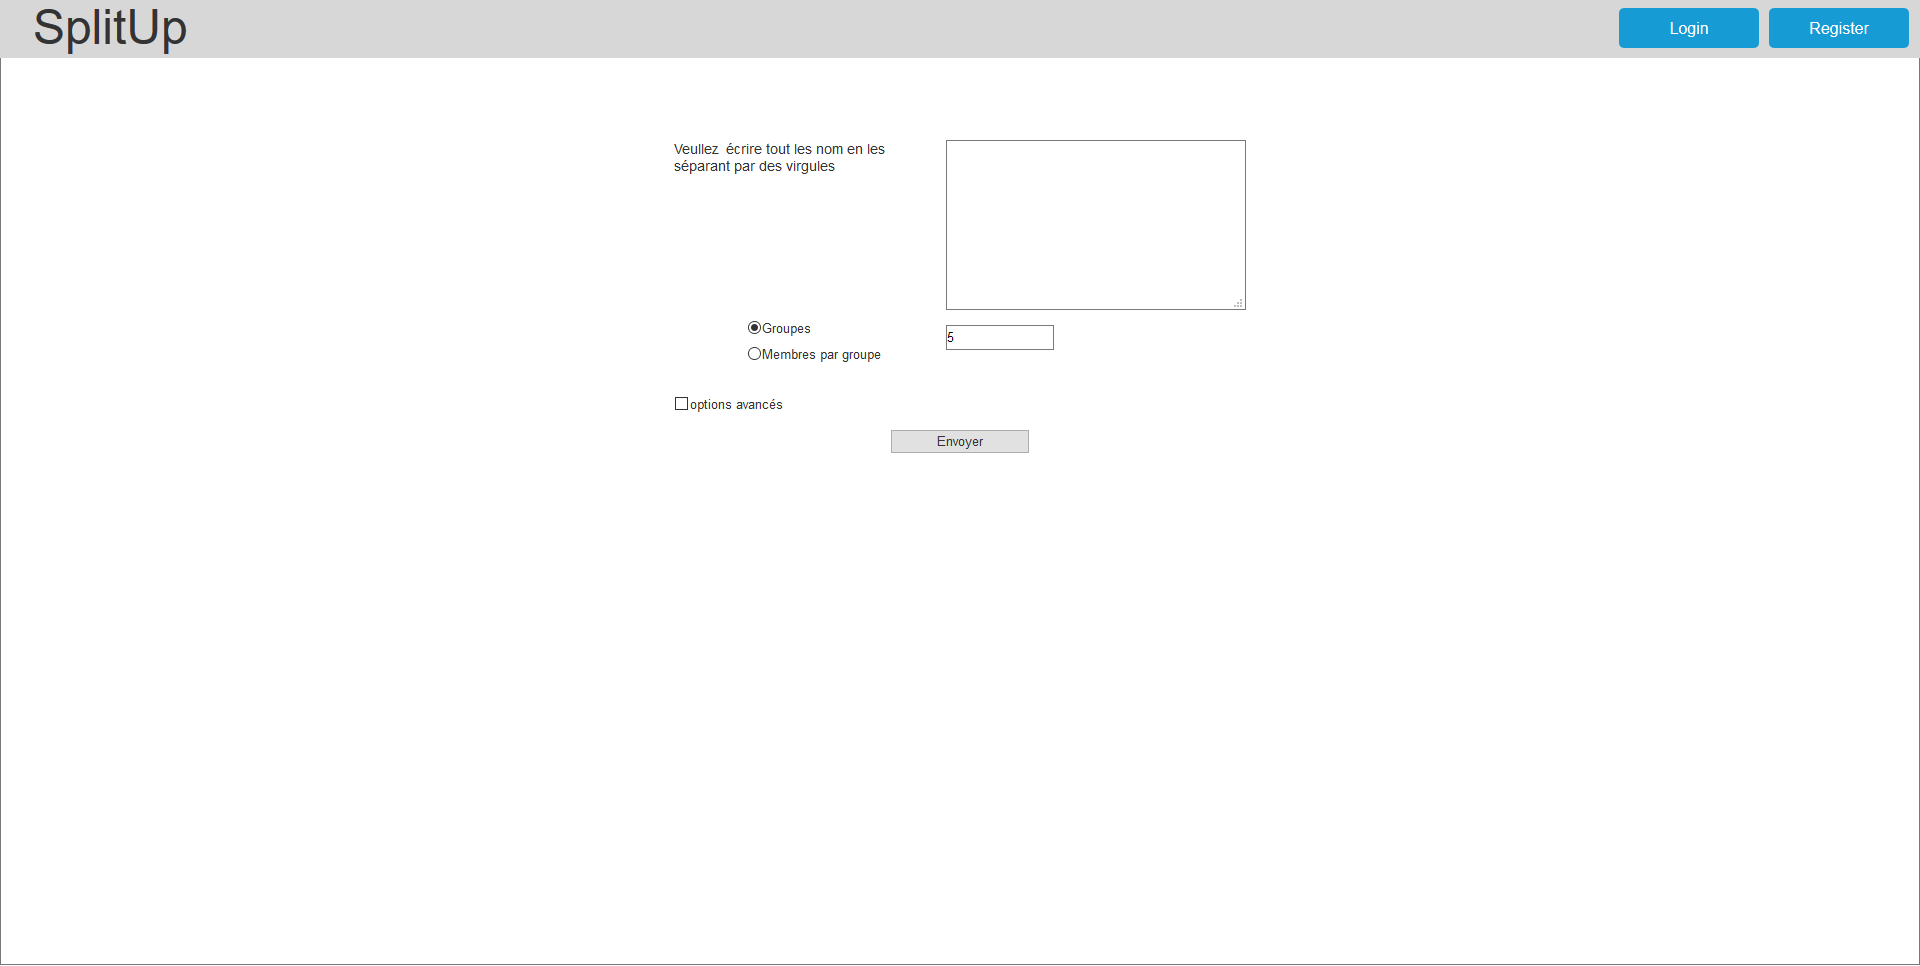 SplitUp
Login
Register
Veullez écrire tout les nom en les
séparant par des virgules
Groupes
5
Membres par groupe
options avancés
Envoyer